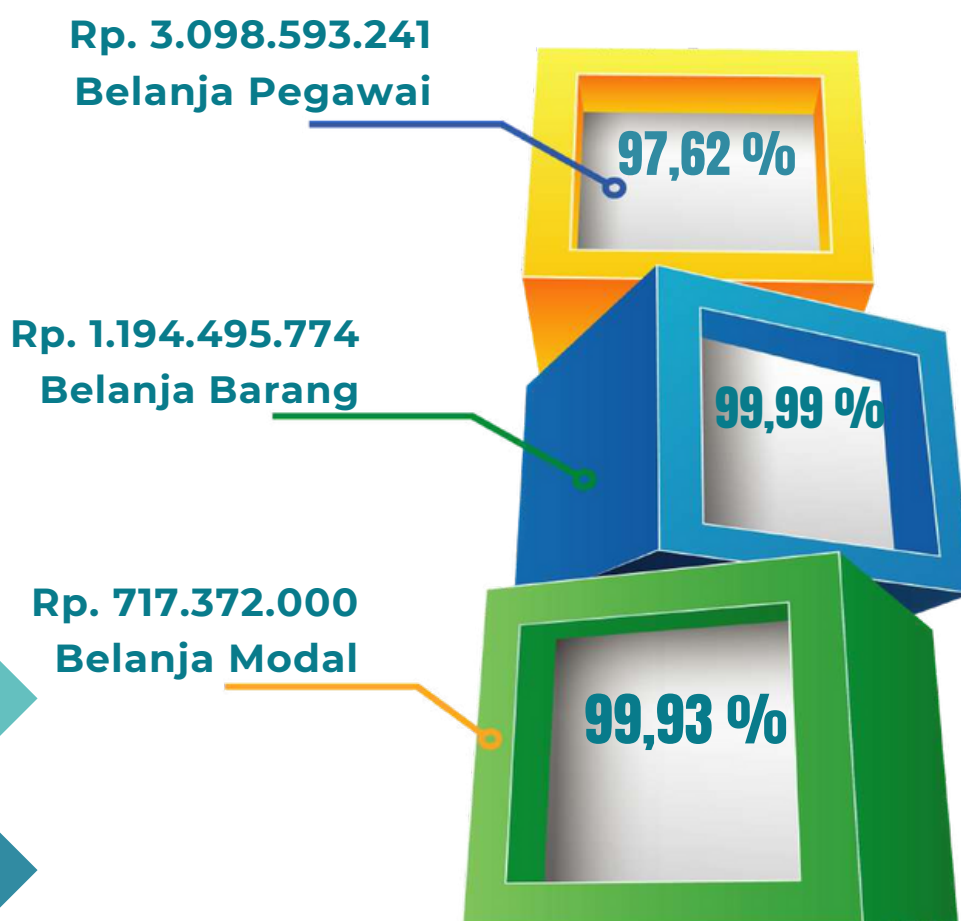 Rp. 3.098.593.241
Belanja Pegawai
97,62 %
Rp. 1.194.495.774
Belanja Barang
99,99 %
Rp. 717.372.000
Belanja Modal
99,93 %